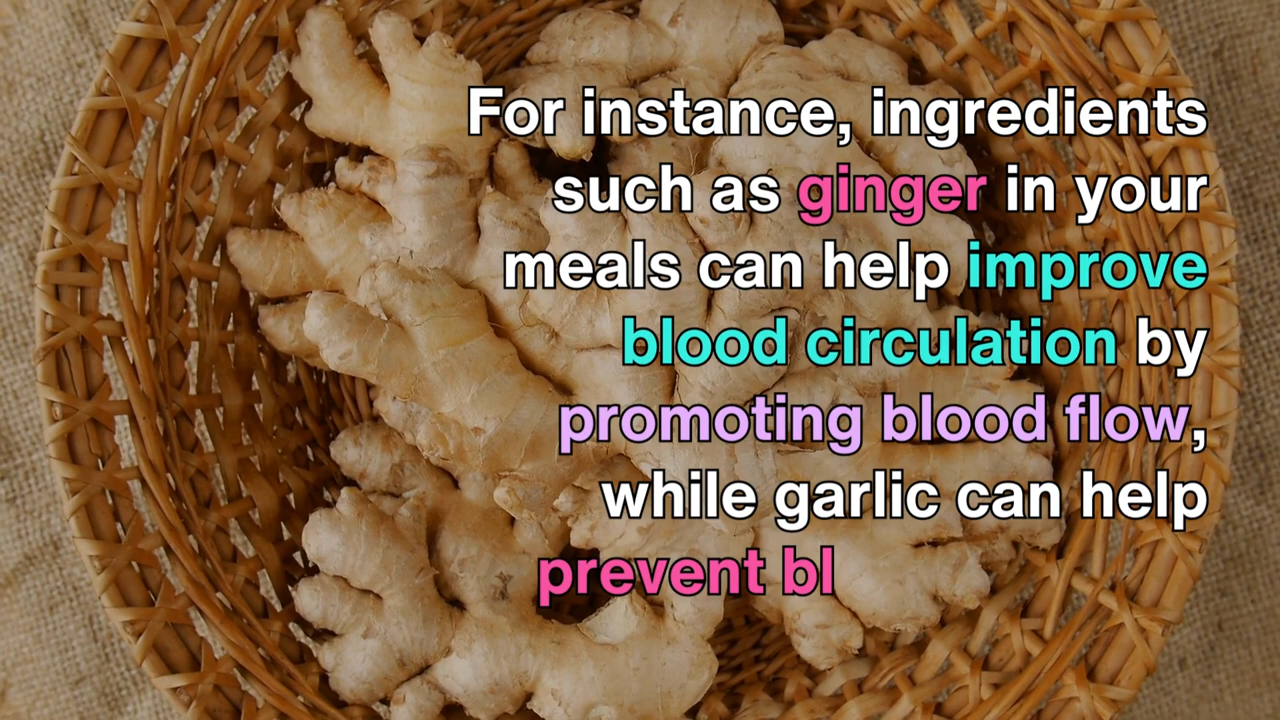 For instance, ingredients
such as ginger in your
meals can help improve
blood circulation by
promoting blood flow,
while garlic can help
prevent bl